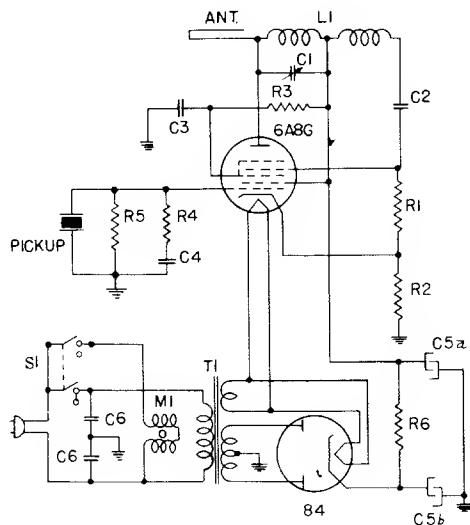 ANT.
L1
C1
R3
C2
C3
6A8G
R5
R4
R1
PICKUP
C4
R2
C5a
S1
T1
M1
C6
R6
C6
84
C5b